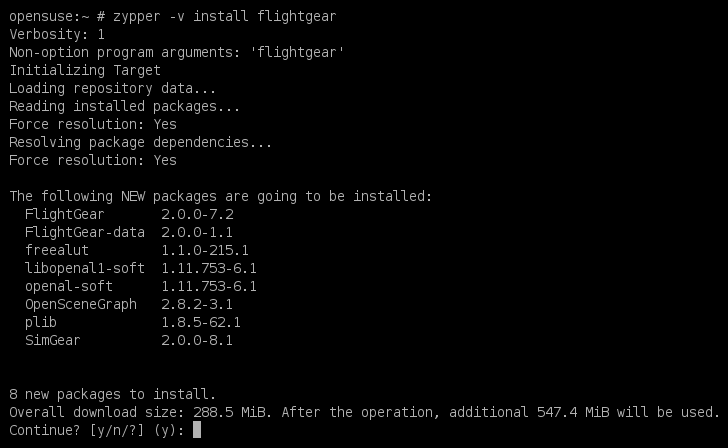 opensuse:~ # zypper -v install flightgear
Verbosity: 1
Non-option program arguments: 'flightgear'
Initializing Target
Loading repository data...
Reading installed packages...
Force resolution: Yes
Resolving package dependencies...
Force resolution: Yes
The following NEW packages are going to be installed:
FlightGear 2.0.0-7.2
FlightGear-data 2.0.0-1.1
freealut 1.1.0-215.1
libopenal1-soft 1.11.753-6.1
openal-soft 1.11.753-6.1
OpenSceneGraph 2.8.2-3.1
plib 1.8.5-62.1
SimGear 2.0.0-8.1
8 new packages to install.
Overall download size: 288.5 MiB. After the operation, additional 547.4 MiB will be used.
Continue? [y/n/?] (y):